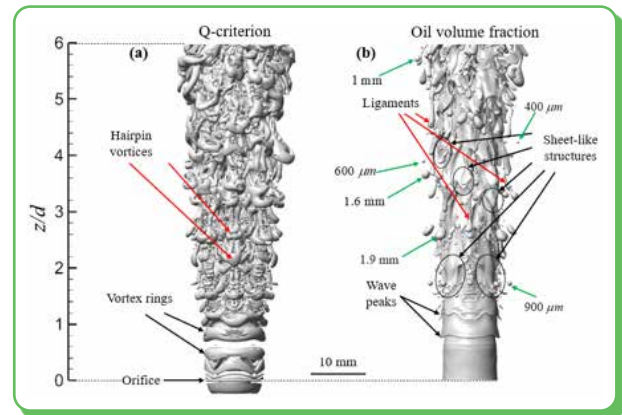 Q-criterion
Oil volume fraction
(a)
(b)
6
5
4
3
2
1
0
z/d
Hairpin
vortices
Vortex rings
Orifice
10 mm
1 mm
Ligaments
400 μm
Sheet-like
structures
600 μm
1.6 mm
1.9 mm
Wave
peaks
900 μm